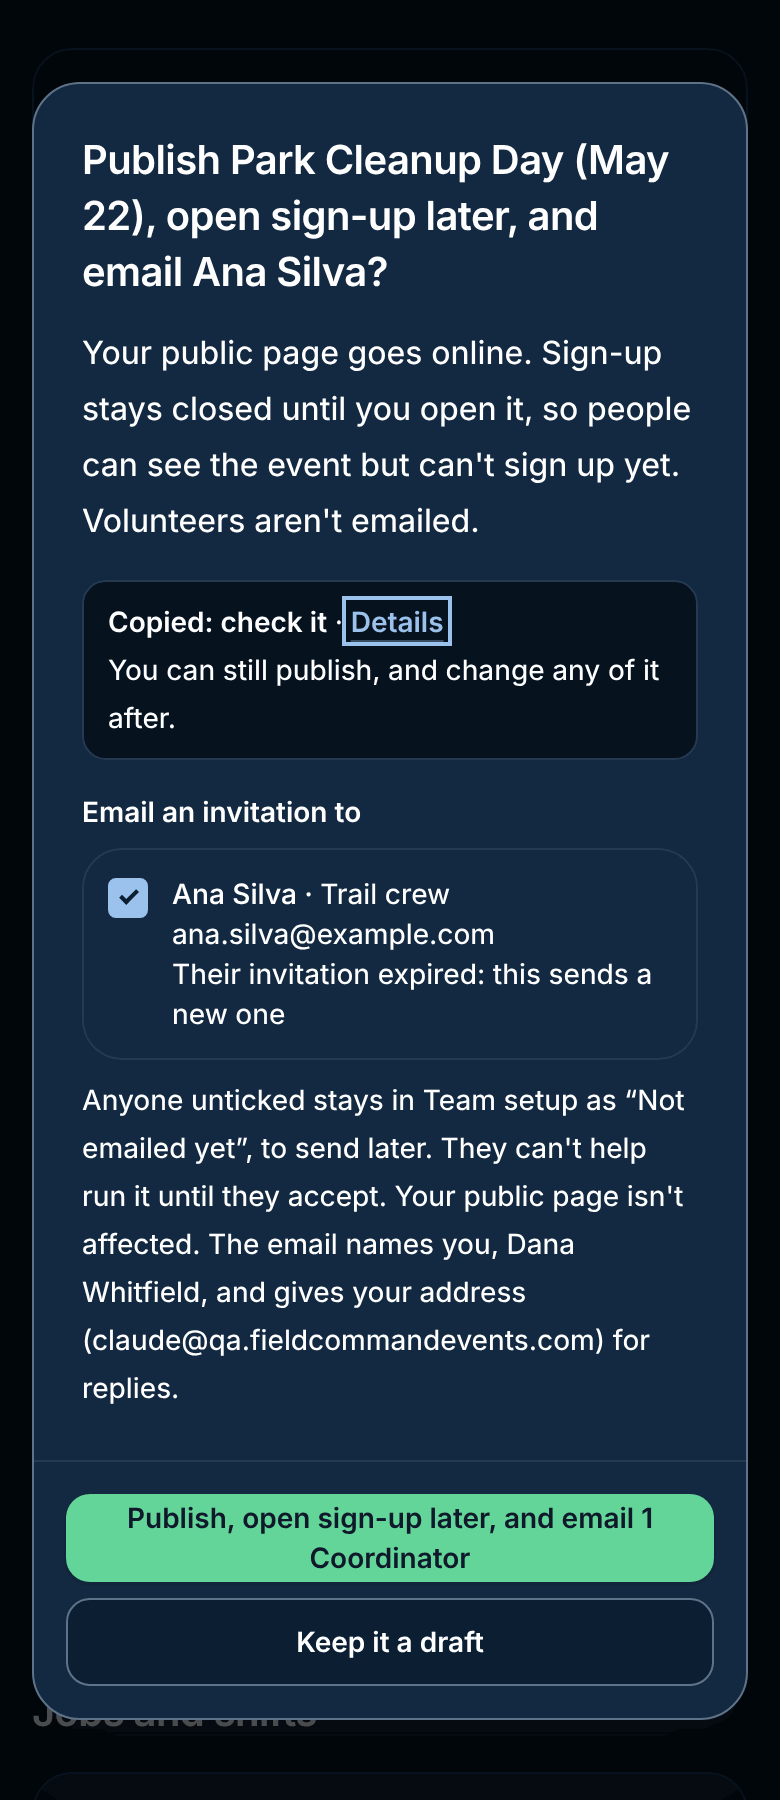 Publish Park Cleanup Day (May
22), open sign-up later, and
email Ana Silva?
Your public page goes online. Sign-up
stays closed until you open it, so people
can see the event but can't sign up yet.
Volunteers aren't emailed.
Copied: check it · Details
You can still publish, and change any of it
after.
Email an invitation to
Ana Silva · Trail crew
ana.silva@example.com
Their invitation expired: this sends a
new one
Anyone unticked stays in Team setup as “Not
emailed yet”, to send later. They can't help
run it until they accept. Your public page isn't
affected. The email names you, Dana
Whitfield, and gives your address
(claude@qa.fieldcommandevents.com) for
replies.
Publish, open sign-up later, and email 1
Coordinator
Keep it a draft
Jobs and shifts